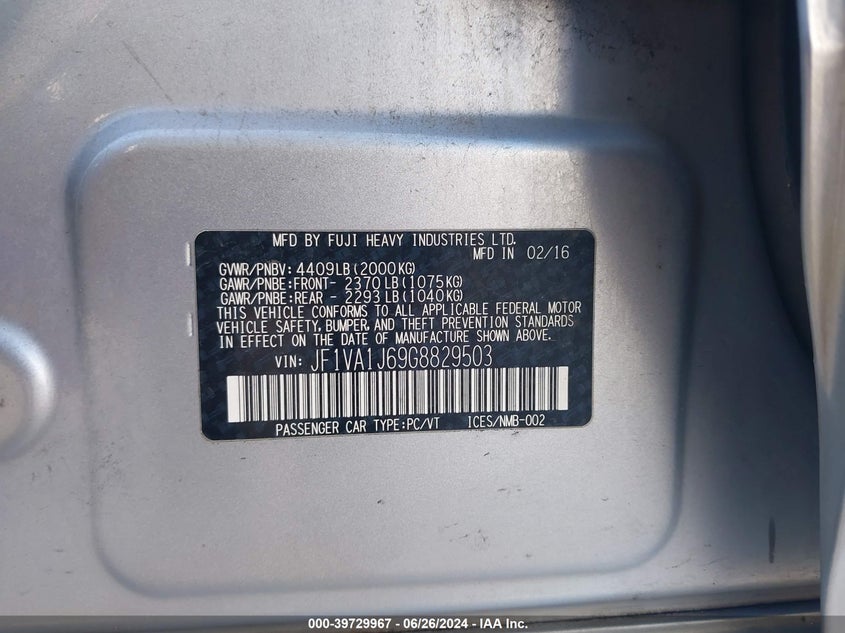 MFD BY FUJI HEAVY INDUSTRIES LTD.
MFD IN 02/16
GVWR/PNBV: 4409LB(2000KG)
GAWR/PNBE:FRONT- 2370LB(1075KG)
GAWR/PNBE:REAR - 2293LB(1040KG)
THIS VEHICLE CONFORMS TO ALL APPLICABLE FEDERAL MOTOR
VEHICLE SAFETY, BUMPER, AND THEFT PREVENTION STANDARDS
IN EFFECT ON THE DATE OF MANUFACTURE SHOWN ABOVE.
VIN: JF1VA1J69G8829503
PASSENGER CAR TYPE:PC/VT ICES/NMB-002
000-39729967 - 06/26/2024 - IAA Inc.